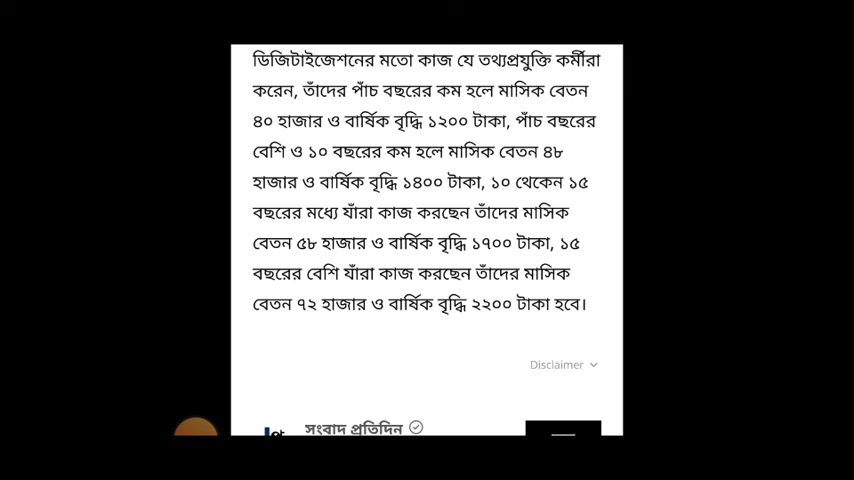 ডিজিটাইজেশনের মতো কাজ যে তথ্যপ্রযুক্তি কর্মীরা
করেন, তাঁদের পাঁচ বছরের কম হলে মাসিক বেতন
৪০ হাজার ও বার্ষিক বৃদ্ধি ১২০০ টাকা, পাঁচ বছরের
বেশি ও ১০ বছরের কম হলে মাসিক বেতন ৪৮
হাজার ও বার্ষিক বৃদ্ধি ১৪০০ টাকা, ১০ থেকেন ১৫
বছরের মধ্যে যাঁরা কাজ করছেন তাঁদের মাসিক
বেতন ৫৮ হাজার ও বার্ষিক বৃদ্ধি ১৭০০ টাকা, ১৫
বছরের বেশি যাঁরা কাজ করছেন তাঁদের মাসিক
বেতন ৭২ হাজার ও বার্ষিক বৃদ্ধি ২২০০ টাকা হবে।
Disclaimer
সংবাদ প্রতিদিন